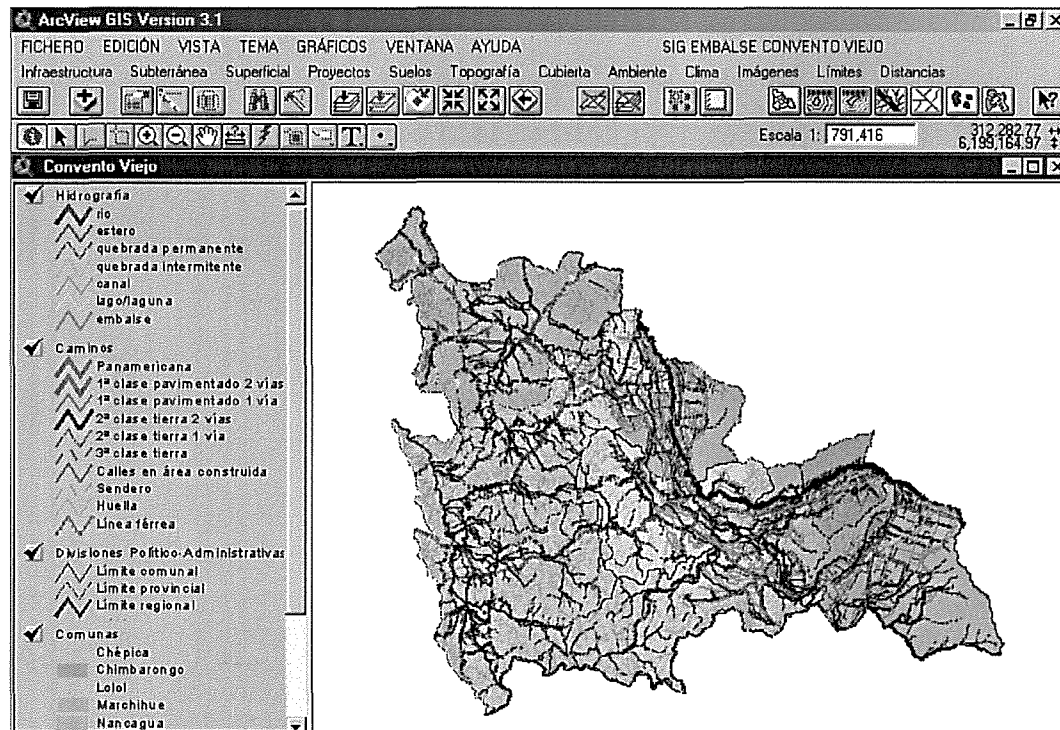 ArcView GIS Version 3.1
FICHERO EDICIÓN VISTA TEMA GRÁFICOS VENTANA AYUDA SIG EMBALSE CONVENTO VIEJO
Infraestructura Subterránea Superficial Proyectos Suelos Topografía Cubierta Ambiente Clima Imágenes Límites Distancias
Escala 1: 791,416 312,282.77
6,199,164.97
Convento Viejo
Hidrografía
rio
estero
quebrada permanente
quebrada intermitente
canal
lago/laguna
embalse
Caminos
Panamericana
1ª clase pavimentado 2 vías
1ª clase pavimentado 1 vía
2ª clase tierra 2 vías
2ª clase tierra 1 vía
3ª clase tierra
Calles en área construida
Sendero
Huella
Línea férrea
Divisiones Político-Administrativas
Límite comunal
Límite provincial
Límite regional
Comunas
Chépica
Chimbarongo
Lolol
Marchihue
Nancagua